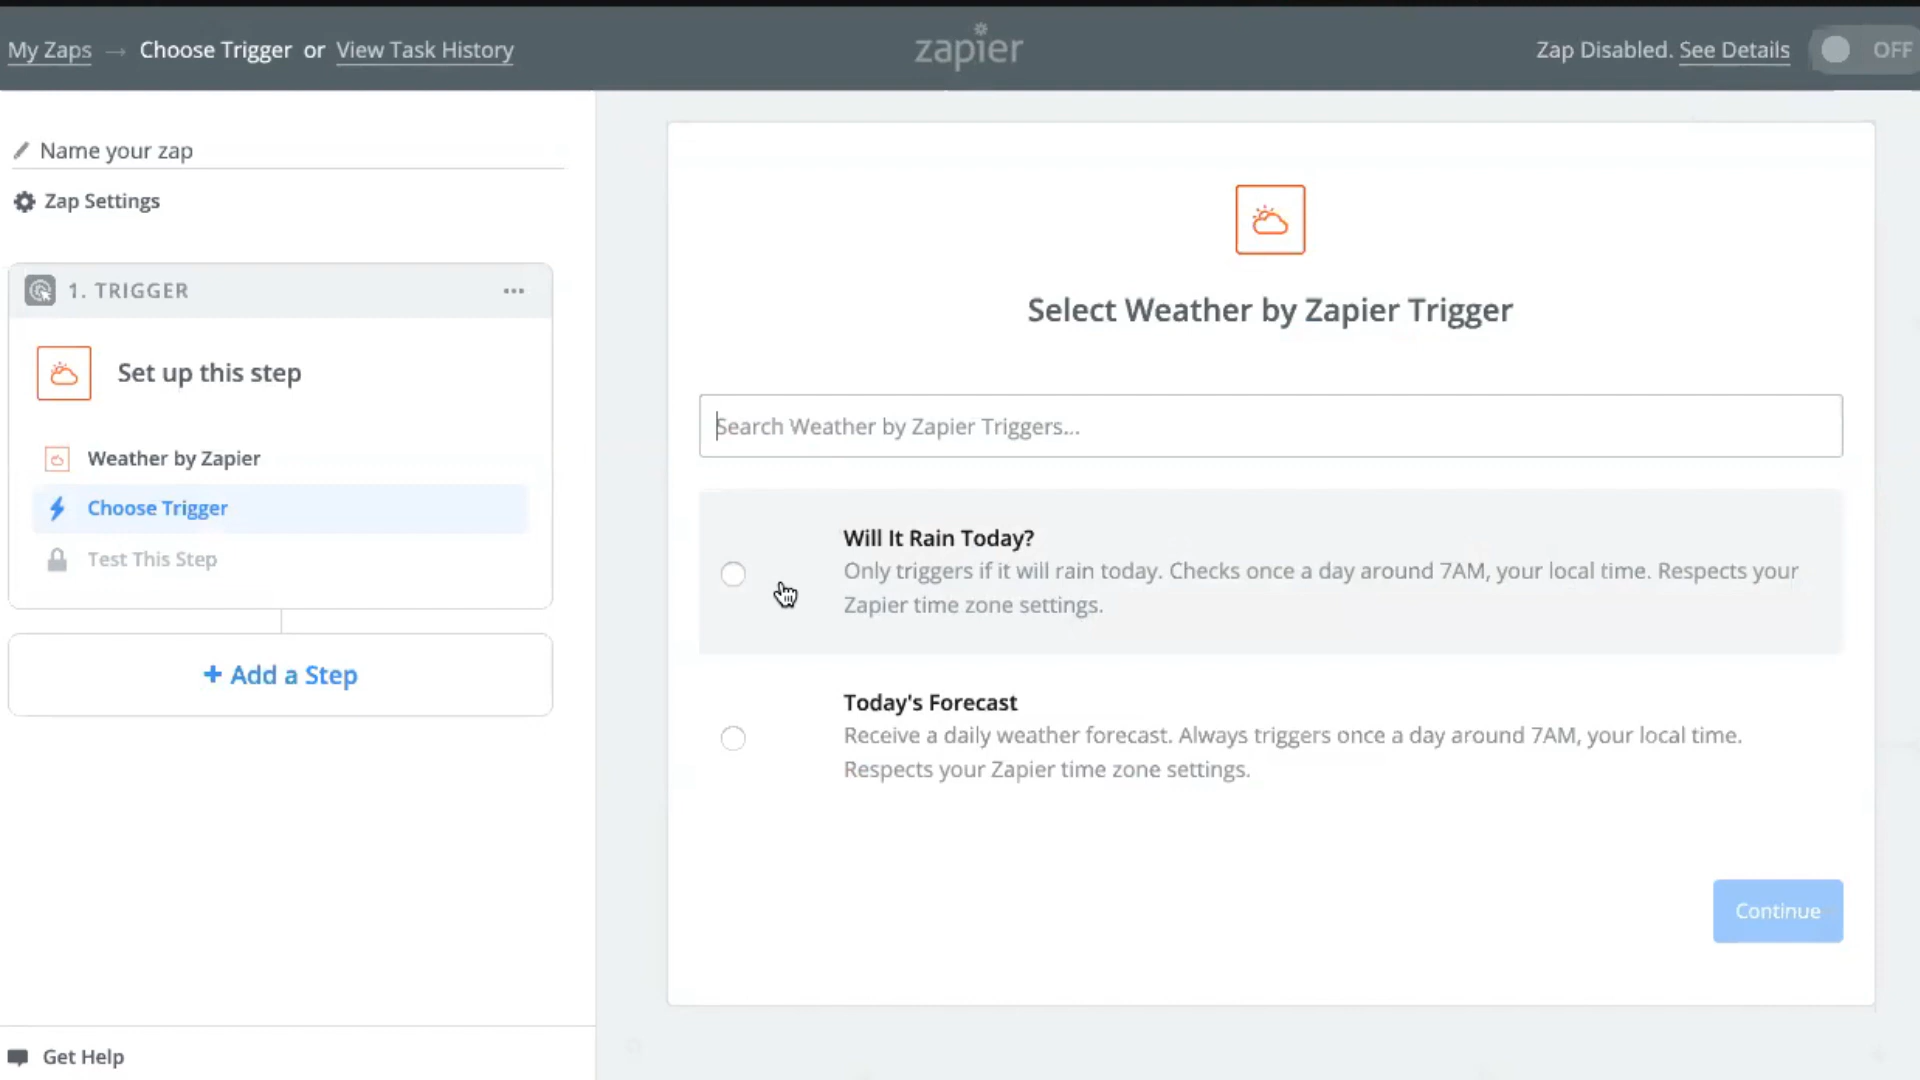 My Zaps → Choose Trigger or View Task History
zapier
Zap Disabled. See Details
OFF
Name your zap
Zap Settings
1. TRIGGER
Set up this step
Weather by Zapier
Choose Trigger
Test This Step
+ Add a Step
Get Help
Select Weather by Zapier Trigger
Search Weather by Zapier Triggers...
Will It Rain Today?
Only triggers if it will rain today. Checks once a day around 7AM, your local time. Respects your
Zapier time zone settings.
Today's Forecast
Receive a daily weather forecast. Always triggers once a day around 7AM, your local time.
Respects your Zapier time zone settings.
Continue